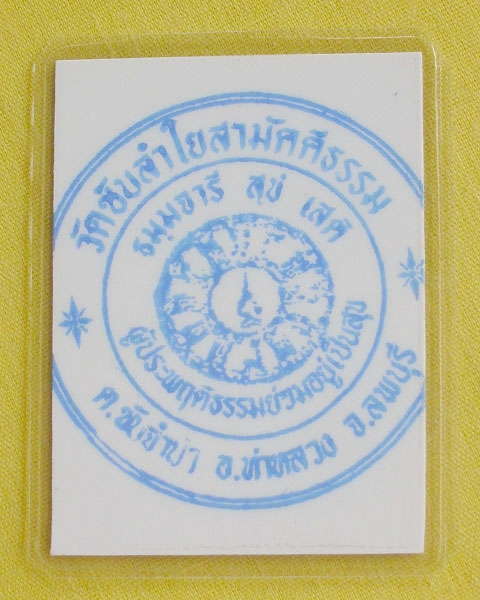 วัดซับลำไยสามัคคีธรรม
ธมฺมจารี สุขํ เสติ
ผู้ประพฤติธรรมย่อมอยู่เป็นสุข
ต.ซับจำปา อ.ท่าหลวง จ.ลพบุรี